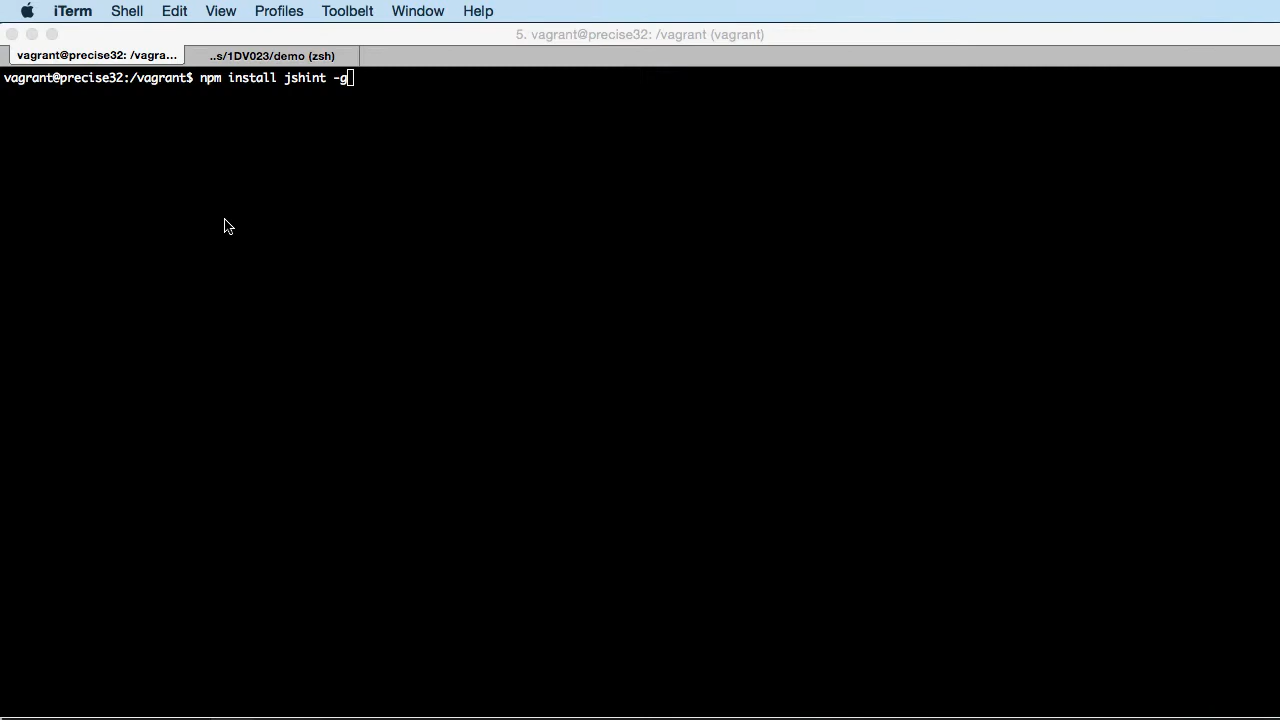 iTerm Shell Edit View Profiles Toolbelt Window Help
5. vagrant@precise32: /vagrant (vagrant)
vagrant@precise32: /vagra... ..s/1DV023/demo (zsh)
vagrant@precise32:/vagrant$ npm install jshint -g